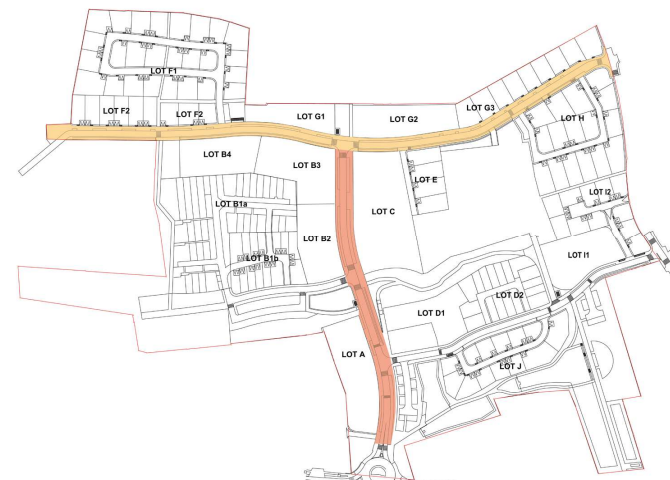 LOT F1
LOT F2
LOT F2
LOT G1
LOT G2
LOT G3
LOT H
LOT B4
LOT B3
LOT E
LOT I2
LOT B1a
LOT C
LOT B2
LOT B1b
LOT I1
LOT D2
LOT D1
LOT A
LOT J